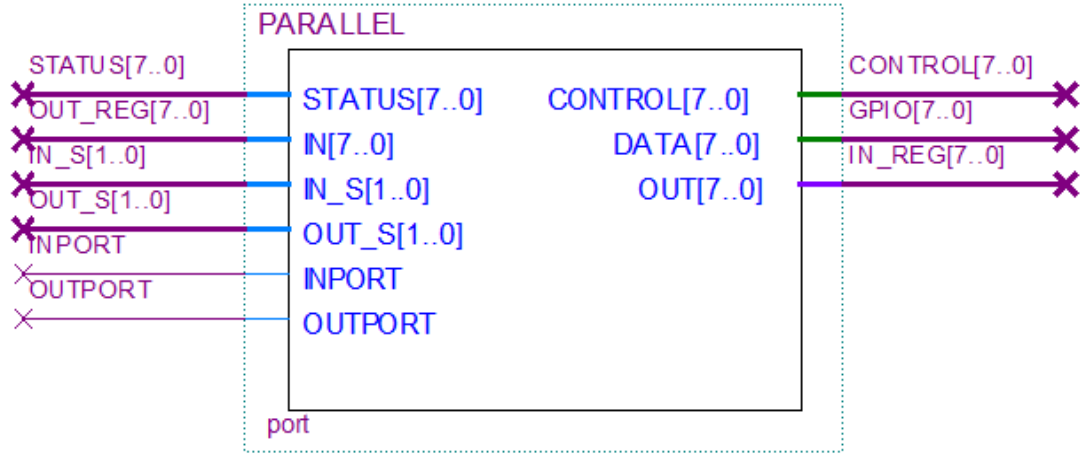 PARALLEL
STATUS[7..0]
OUT_REG[7..0]
IN_S[1..0]
OUT_S[1..0]
INPORT
OUTPORT
STATUS[7..0]
IN[7..0]
IN_S[1..0]
OUT_S[1..0]
INPORT
OUTPORT
CONTROL[7..0]
DATA[7..0]
OUT[7..0]
CONTROL[7..0]
GPIO[7..0]
IN_REG[7..0]
port